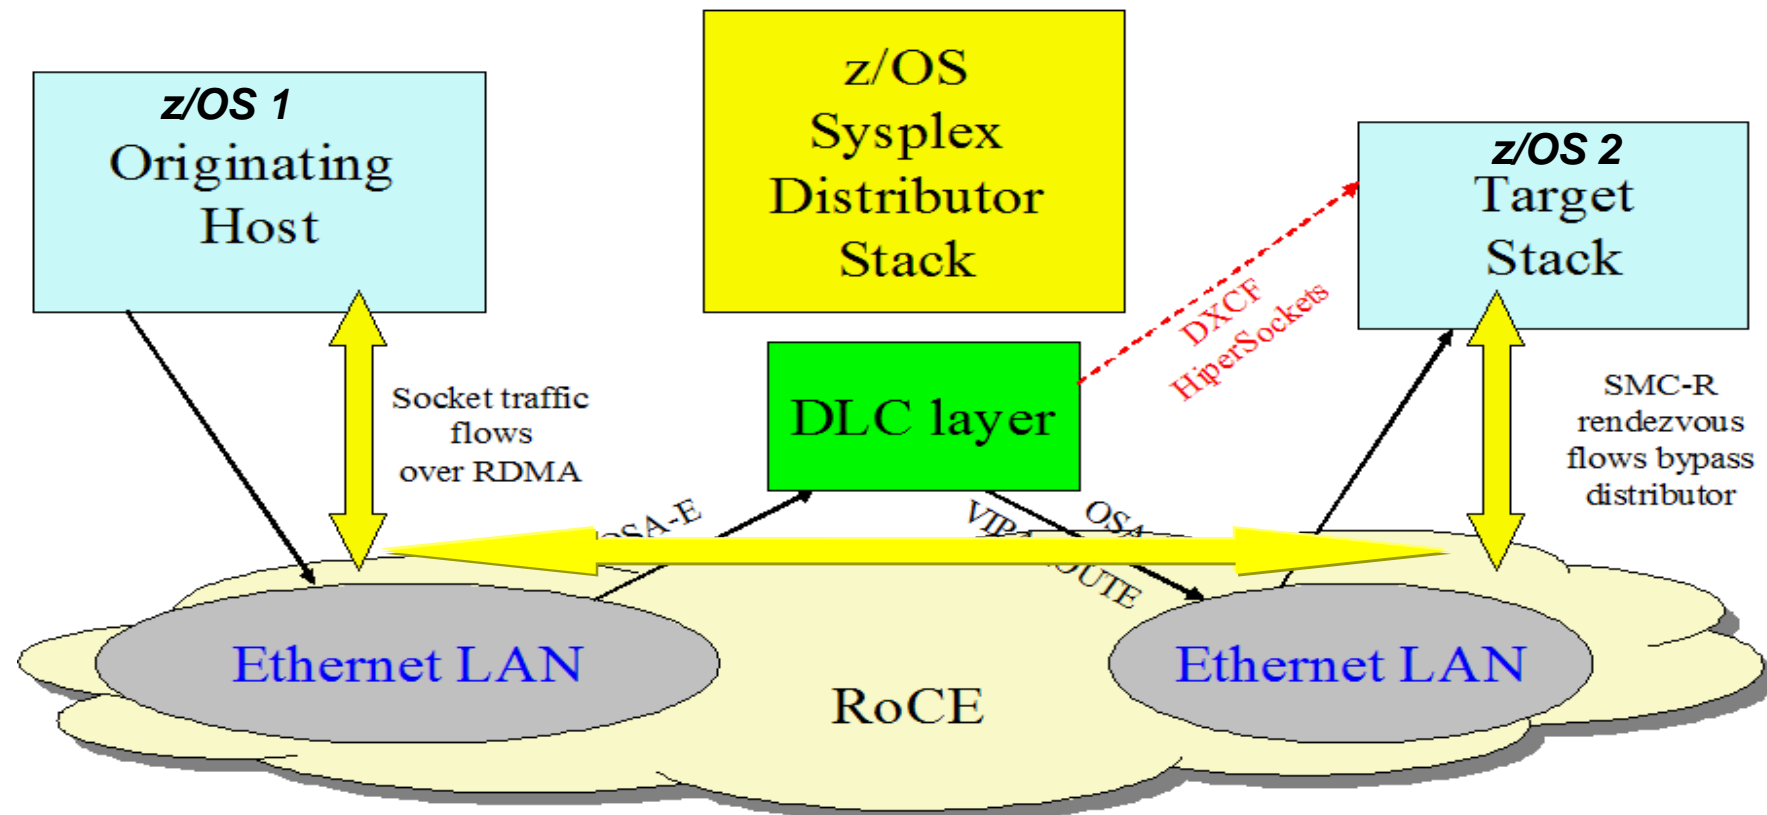 z/OS 1
Originating
Host
z/OS
Sysplex
Distributor
Stack
z/OS 2
Target
Stack
DXCF
HiperSockets
DLC layer
Socket traffic
flows
over RDMA
SMC-R
rendezvous
flows bypass
distributor
OSA-E
OSA
Ethernet LAN
RoCE
Ethernet LAN